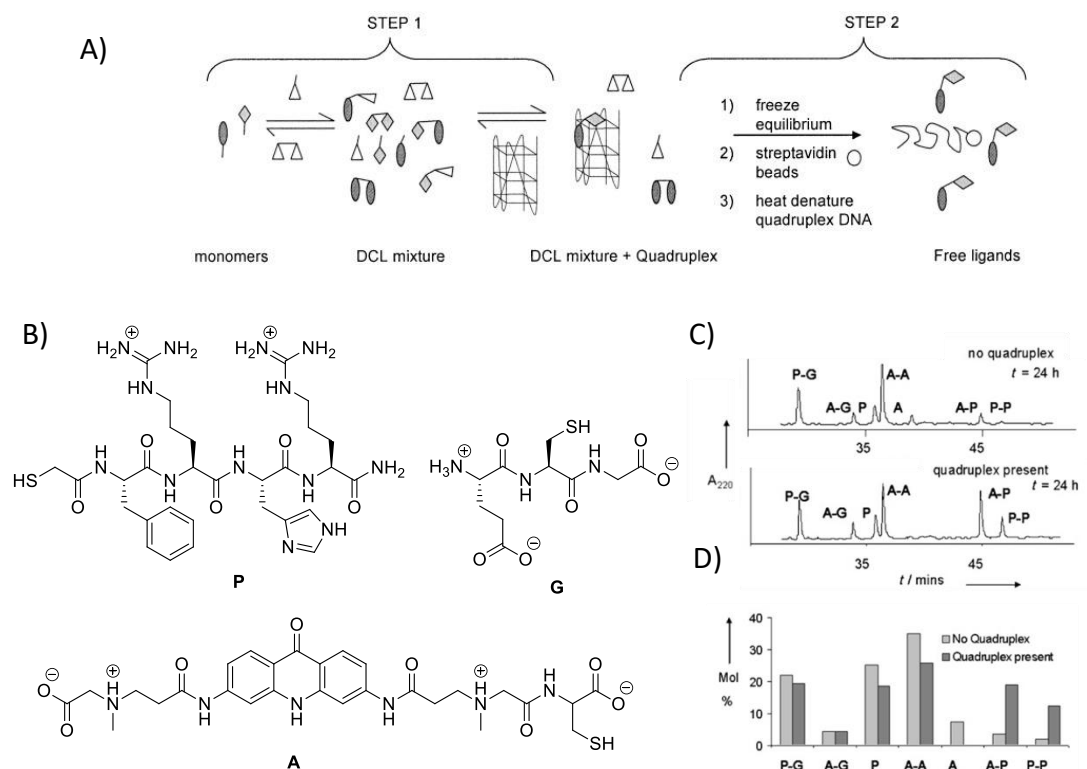 A)
STEP 1
STEP 2
1) freeze
equilibrium
2) streptavidin
beads
3) heat denature
quadruplex DNA
monomers
DCL mixture
DCL mixture + Quadruplex
Free ligands
B)
H₂N NH₂
⊕
HN
H₂N NH₂
⊕
HN
HS
O
H
N
O
N
H
O
H
N
O
N
H
O
NH₂
N
NH
P
SH
⊕
H₃N
O
N
H
H
N
O
O
O
⊖
O
O
⊖
G
⊖
O
O
⊕
H
N
O
N
H
O
N
H
O
N
H
⊕
H
N
O
H
N
O
O
⊖
SH
A
C)
no quadruplex
t = 24 h
P-G
A-G
P
A-A
A
A-P
P-P
35
45
A₂₂₀
quadruplex present
t = 24 h
P-G
A-G
P
A-A
A-P
P-P
35
45
t / mins
D)
40
30
20
10
0
Mol
%
No Quadruplex
Quadruplex present
P-G A-G P A-A A A-P P-P